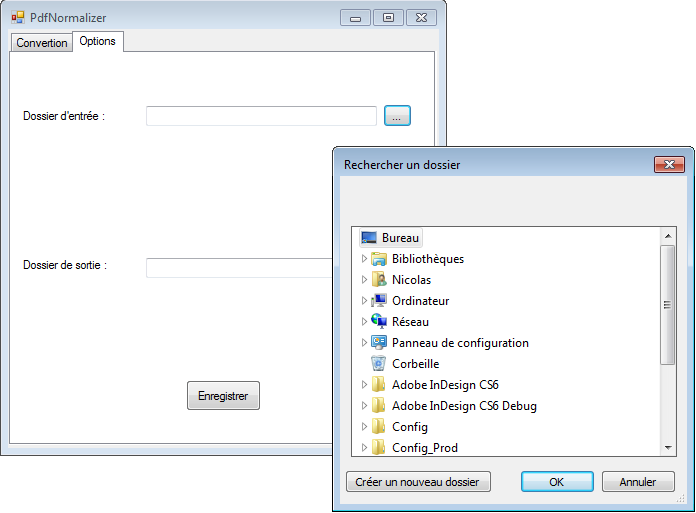 PdfNormalizer
Convertion
Options
Dossier d'entrée :
...
Dossier de sortie :
Enregistrer
Rechercher un dossier
Bureau
Bibliothèques
Nicolas
Ordinateur
Réseau
Panneau de configuration
Corbeille
Adobe InDesign CS6
Adobe InDesign CS6 Debug
Config
Config_Prod
Créer un nouveau dossier
OK
Annuler